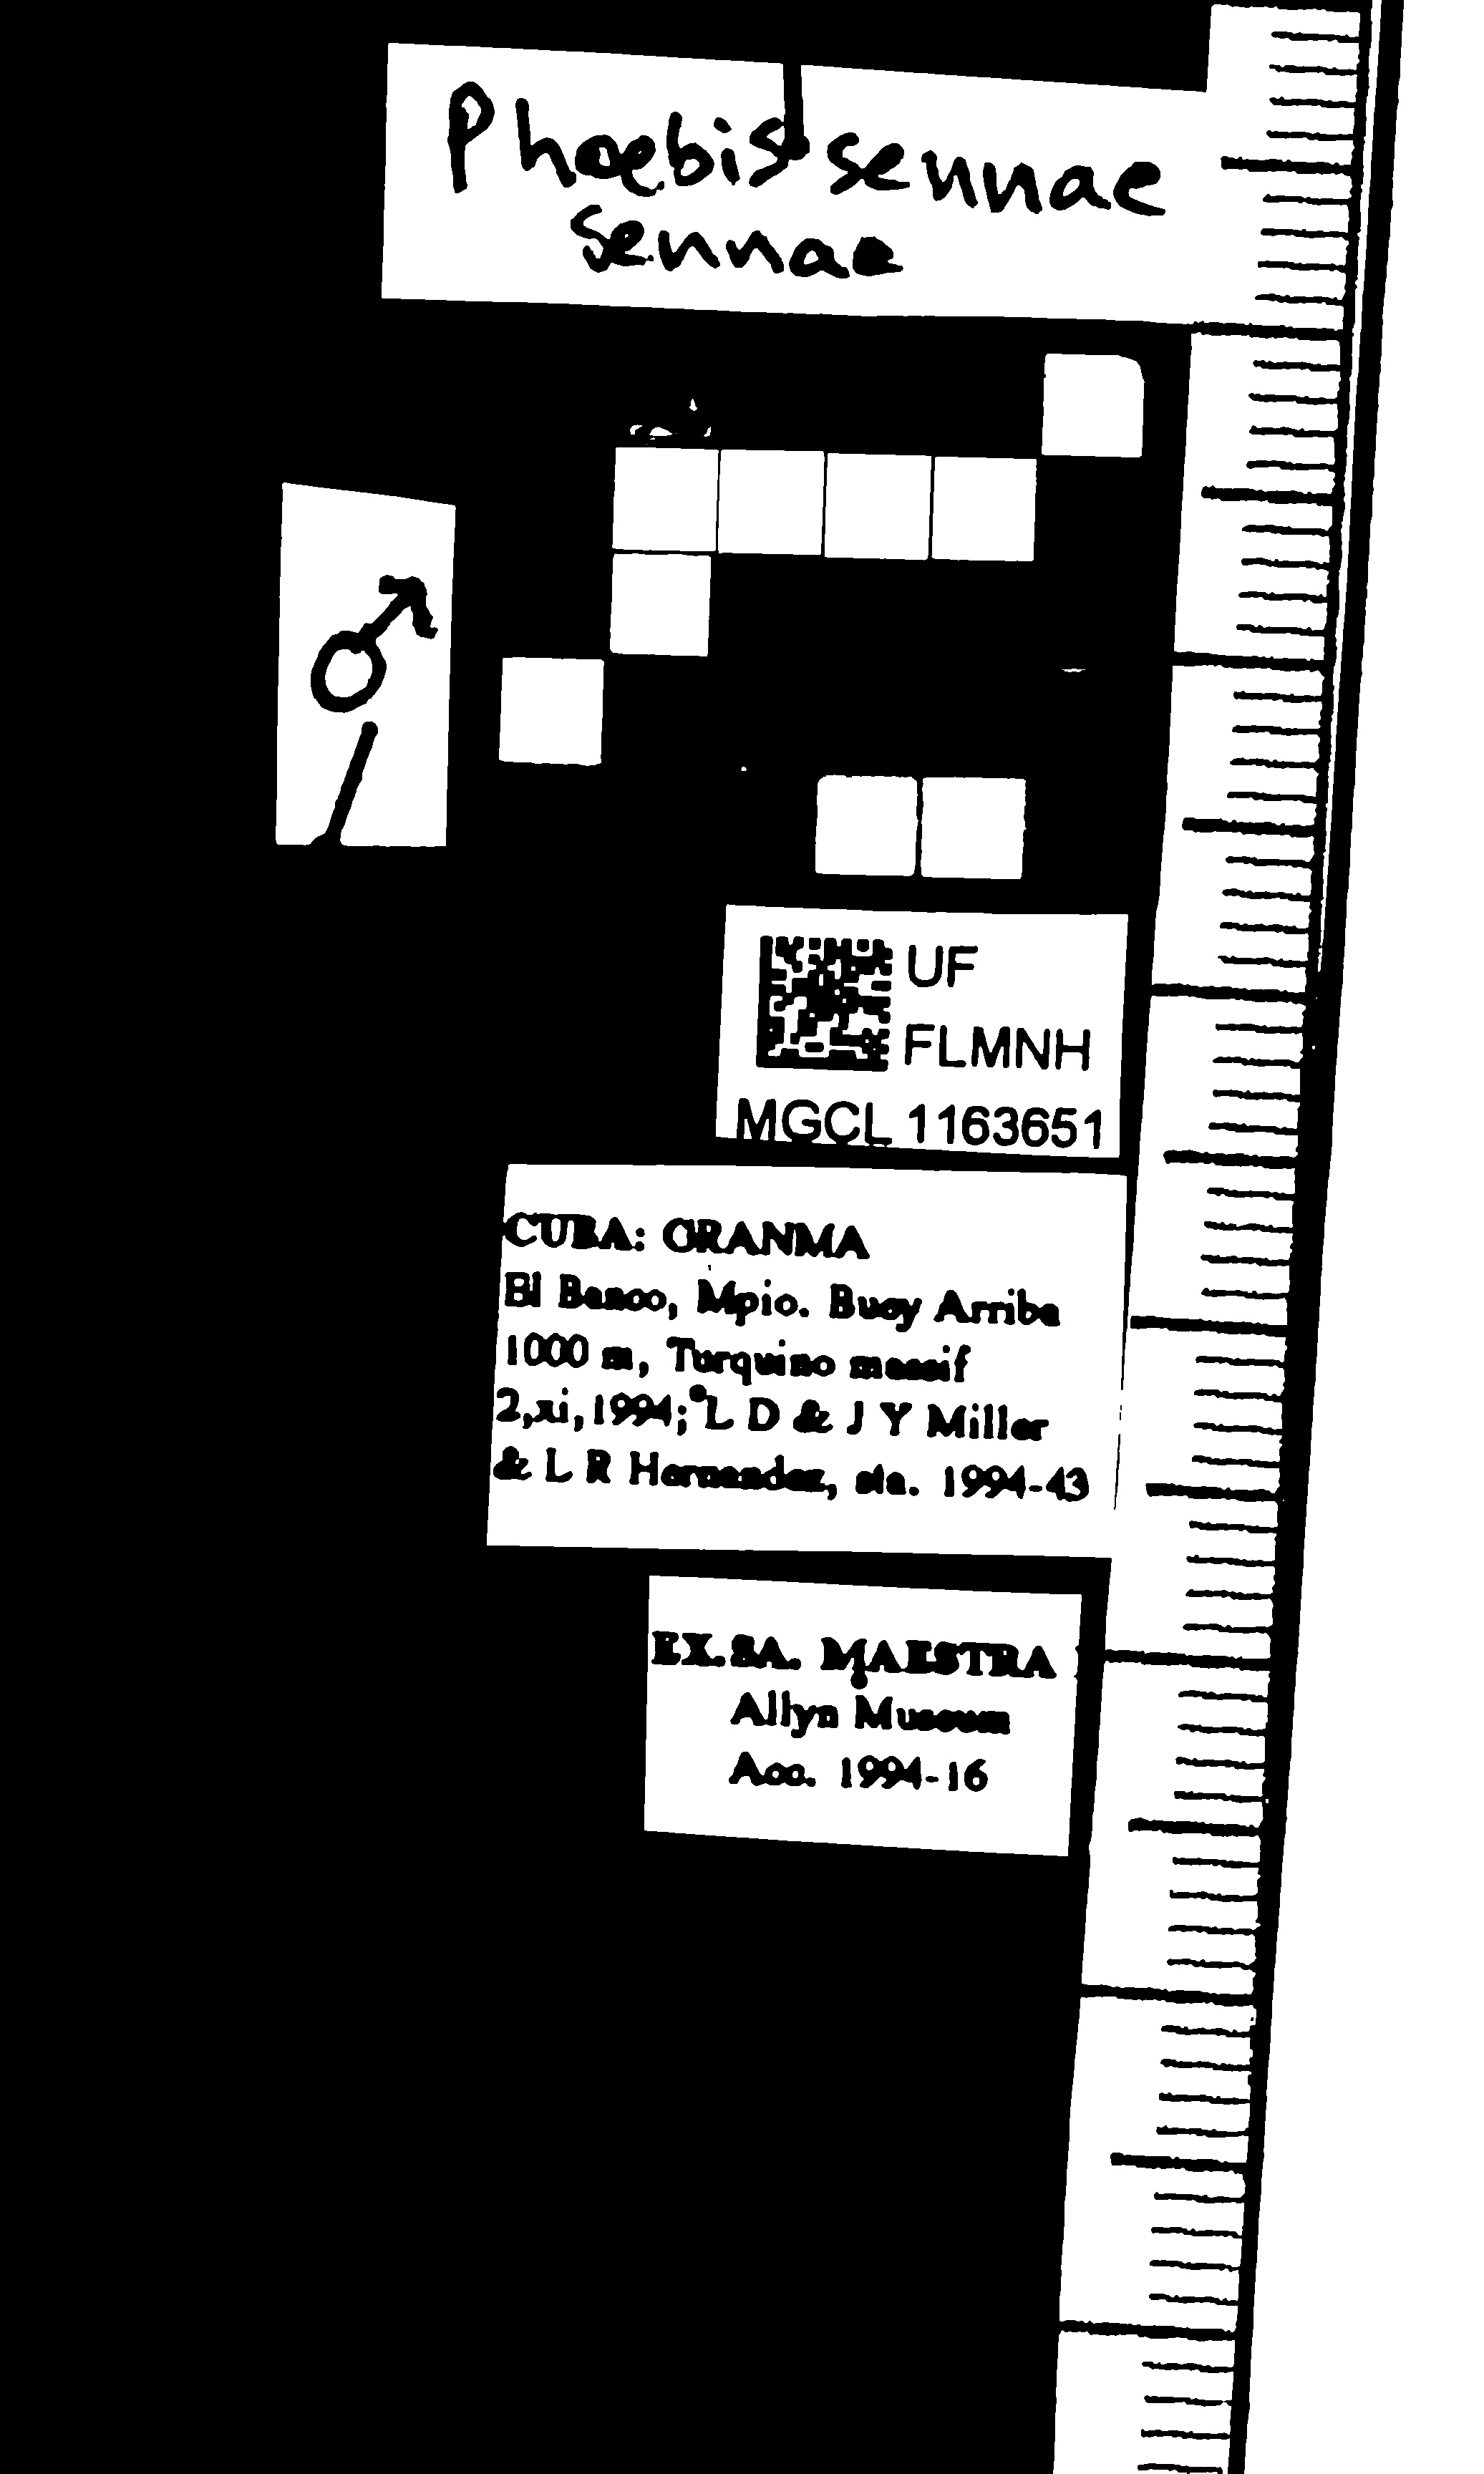 Phoebis sennae
sennae
♂
UF
FLMNH
MGCL 1163651
CUBA: GRANMA
El Banco, Mpio. Buey Arriba
1000 m, Turquino massif
2,xi,1994; L D & J Y Miller
& L R Hernandez, sta. 1994-43
EX.SA. MAESTRA
Allyn Museum
Acc. 1994-16